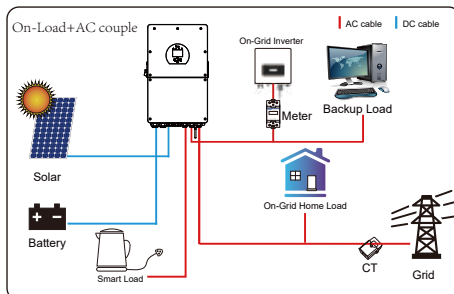 On-Load+AC couple
AC cable
DC cable
On-Grid Inverter
Meter
Backup Load
Solar
On-Grid Home Load
Battery
Smart Load
CT
Grid